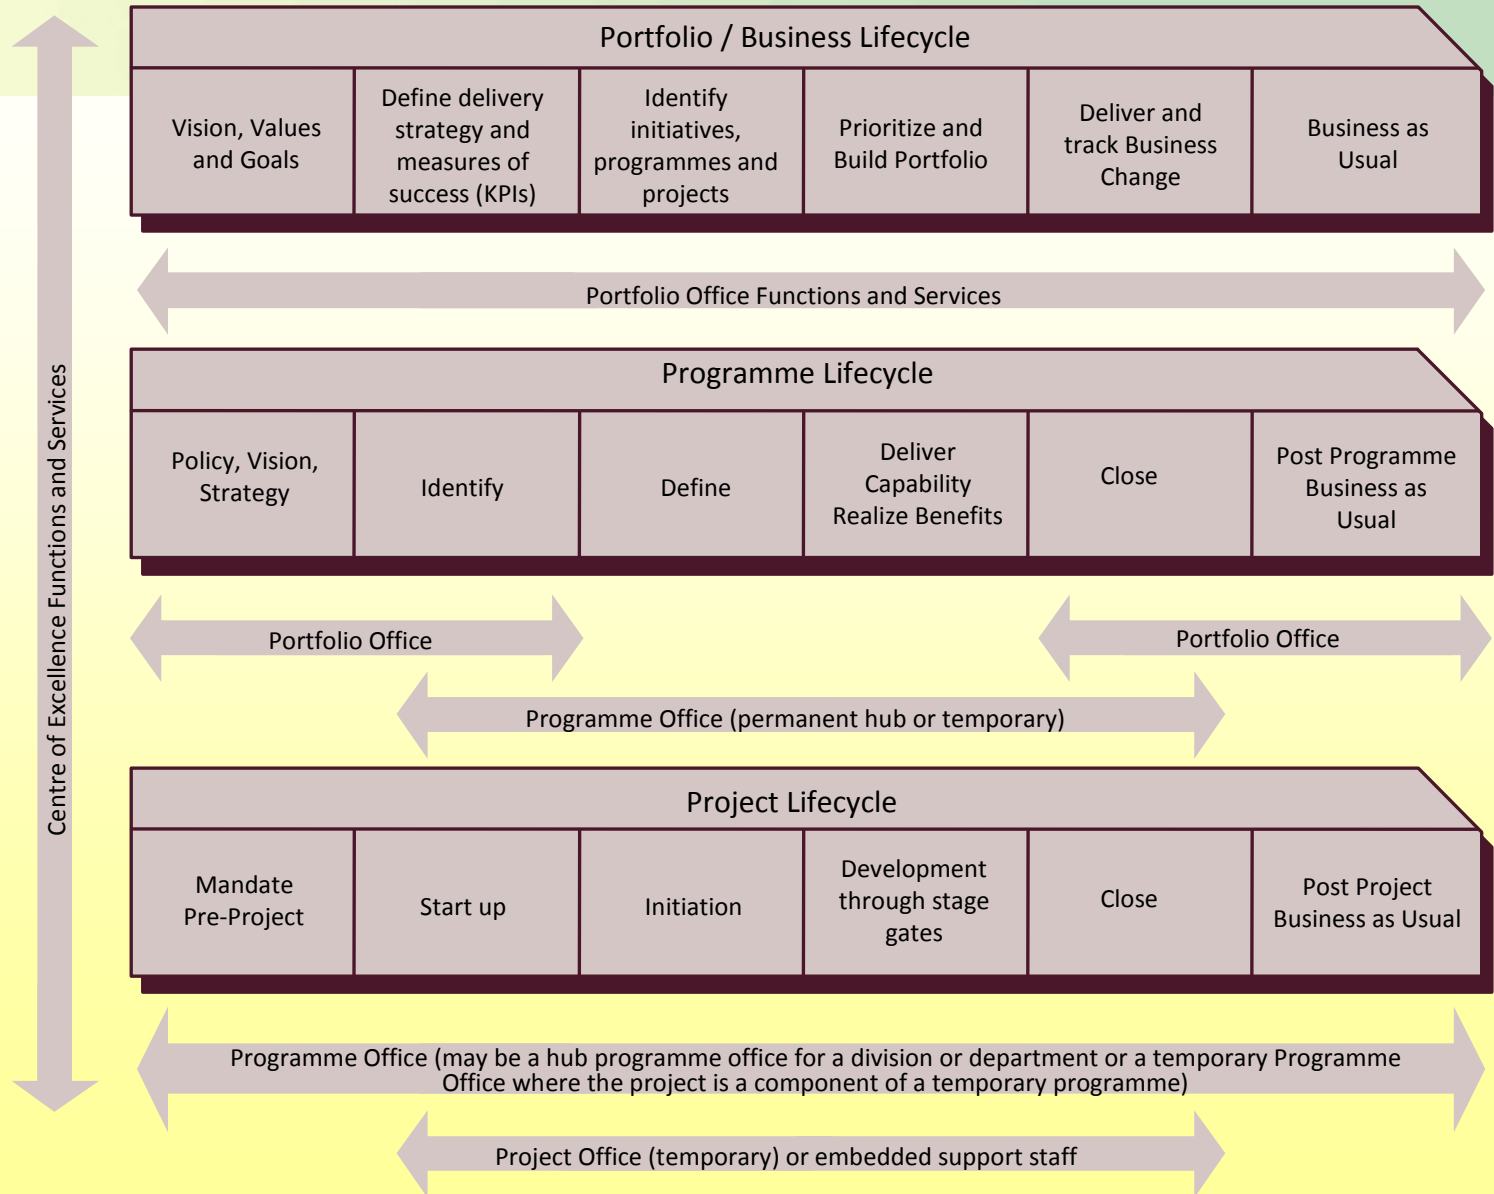 Portfolio / Business Lifecycle
Vision, Values
and Goals
Define delivery
strategy and
measures of
success (KPIs)
Identify
initiatives,
programmes and
projects
Prioritize and
Build Portfolio
Deliver and
track Business
Change
Business as
Usual
Portfolio Office Functions and Services
Centre of Excellence Functions and Services
Programme Lifecycle
Policy, Vision,
Strategy
Identify
Define
Deliver
Capability
Realize Benefits
Close
Post Programme
Business as
Usual
Portfolio Office
Portfolio Office
Programme Office (permanent hub or temporary)
Project Lifecycle
Mandate
Pre-Project
Start up
Initiation
Development
through stage
gates
Close
Post Project
Business as Usual
Programme Office (may be a hub programme office for a division or department or a temporary Programme
Office where the project is a component of a temporary programme)
Project Office (temporary) or embedded support staff